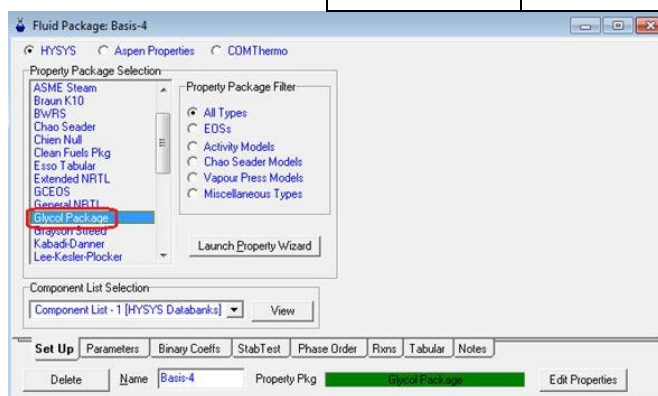 Fluid Package: Basis-4
HYSYS Aspen Properties COMThermo
Property Package Selection
ASME Steam
Braun K10
BWRS
Chao Seader
Chien Null
Clean Fuels Pkg
Esso Tabular
Extended NRTL
GCEOS
General NRTL
Glycol Package
Grayson Streed
Kabadi-Danner
Lee-Kesler-Plocker
Property Package Filter
All Types
EOSs
Activity Models
Chao Seader Models
Vapour Press Models
Miscellaneous Types
Launch Property Wizard
Component List Selection
Component List - 1 [HYSYS Databanks] View
Set Up Parameters Binary Coeffs StabTest Phase Order Rxns Tabular Notes
Delete Name Basis-4 Property Pkg Glycol Package Edit Properties